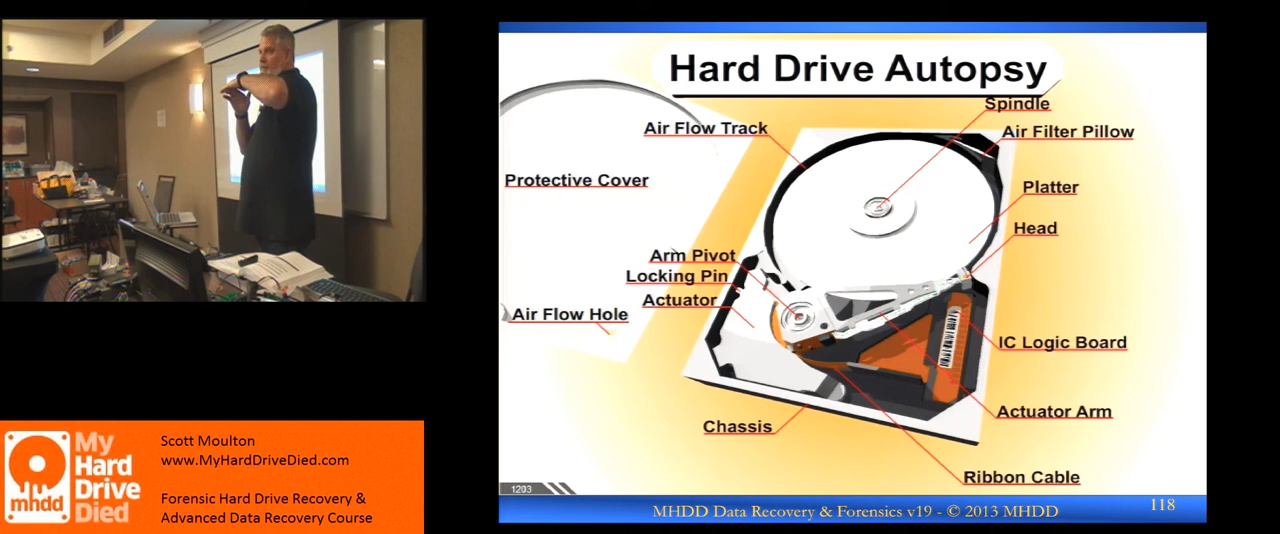 Hard Drive Autopsy
Spindle
Air Flow Track
Air Filter Pillow
Protective Cover
Platter
Head
Arm Pivot
Locking Pin
Actuator
Air Flow Hole
IC Logic Board
Actuator Arm
Chassis
Ribbon Cable
1203
MHDD Data Recovery & Forensics v19 - © 2013 MHDD
118
mhdd
My
Hard
Drive
Died
Scott Moulton
www.MyHardDriveDied.com
Forensic Hard Drive Recovery &
Advanced Data Recovery Course